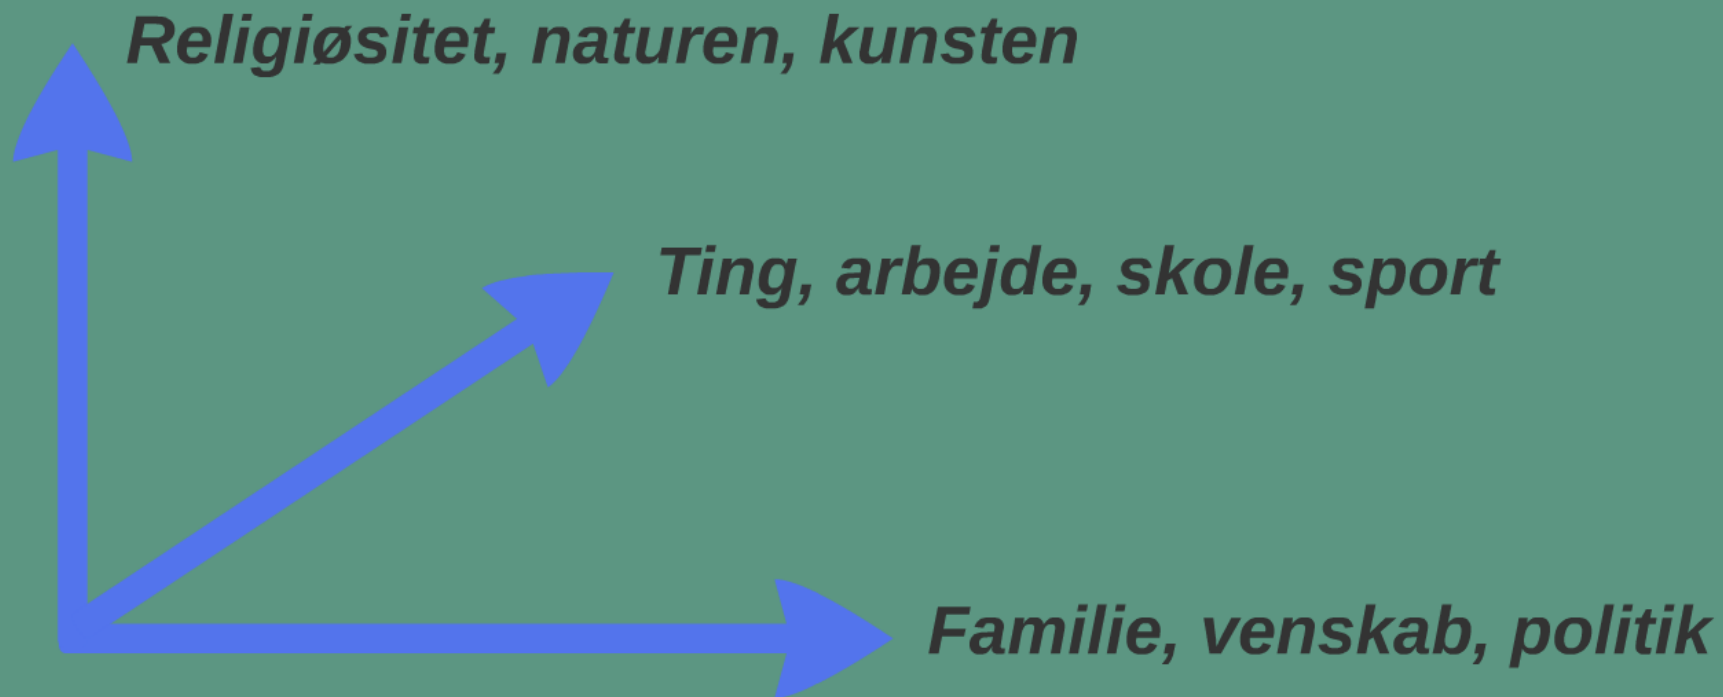 Religiøsitet, naturen, kunsten
Ting, arbejde, skole, sport
Familie, venskab, politik